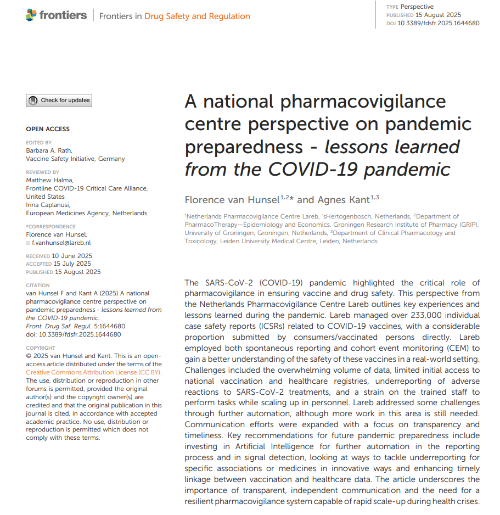 frontiers | Frontiers in Drug Safety and Regulation
TYPE Perspective
PUBLISHED 15 August 2025
DOI 10.3389/fdsfr.2025.1644680
Check for updates
OPEN ACCESS
EDITED BY
Barbara A. Rath,
Vaccine Safety Initiative, Germany
REVIEWED BY
Matthew Halma,
Frontline COVID-19 Critical Care Alliance,
United States
Irina Caplanusi,
European Medicines Agency, Netherlands
*CORRESPONDENCE
Florence van Hunsel,
f.vanhunsel@lareb.nl
RECEIVED 10 June 2025
ACCEPTED 15 July 2025
PUBLISHED 15 August 2025
CITATION
van Hunsel F and Kant A (2025) A national
pharmacovigilance centre perspective on
pandemic preparedness - lessons learned from
the COVID-19 pandemic.
Front. Drug Saf. Regul. 5:1644680
doi: 10.3389/fdsfr.2025.1644680
COPYRIGHT
© 2025 van Hunsel and Kant. This is an open-
access article distributed under the terms of the
Creative Commons Attribution License (CC BY).
The use, distribution or reproduction in other
forums is permitted, provided the original
author(s) and the copyright owner(s) are
credited and that the original publication in this
journal is cited, in accordance with accepted
academic practice. No use, distribution or
reproduction is permitted which does not
comply with these terms.
A national pharmacovigilance
centre perspective on pandemic
preparedness - lessons learned
from the COVID-19 pandemic
Florence van Hunsel1,2* and Agnes Kant1,3
1Netherlands Pharmacovigilance Centre Lareb, 's-Hertogenbosch, Netherlands, 2Department of
PharmacoTherapy–Epidemiology and Economics, Groningen Research Institute of Pharmacy (GRIP),
University of Groningen, Groningen, Netherlands, 3Department of Clinical Pharmacology and
Toxicology, Leiden University Medical Centre, Leiden, Netherlands
The SARS-CoV-2 (COVID-19) pandemic highlighted the critical role of
pharmacovigilance in ensuring vaccine and drug safety. This perspective from
the Netherlands Pharmacovigilance Centre Lareb outlines key experiences and
lessons learned during the pandemic. Lareb managed over 233,000 individual
case safety reports (ICSRs) related to COVID-19 vaccines, with a considerable
proportion submitted by consumers/vaccinated persons directly. Lareb
employed both spontaneous reporting and cohort event monitoring (CEM) to
gain a better understanding of the safety of these vaccines in a real-world setting.
Challenges included the overwhelming volume of data, limited initial access to
national vaccination and healthcare registries, underreporting of adverse
reactions to SARS-CoV-2 treatments, and a strain on the trained staff to
perform tasks while scaling up in personnel. Lareb addressed some challenges
through further automation, although more work in this area is still needed.
Communication efforts were expanded with a focus on transparency and
timeliness. Key recommendations for future pandemic preparedness include
investing in Artificial Intelligence for further automation in the reporting
process and in signal detection, looking at ways to tackle underreporting for
specific associations or medicines in innovative ways and enhancing timely
linkage between vaccination and healthcare data. The article underscores the
importance of transparent, independent communication and the need for a
resilient pharmacovigilance system capable of rapid scale-up during health crises.